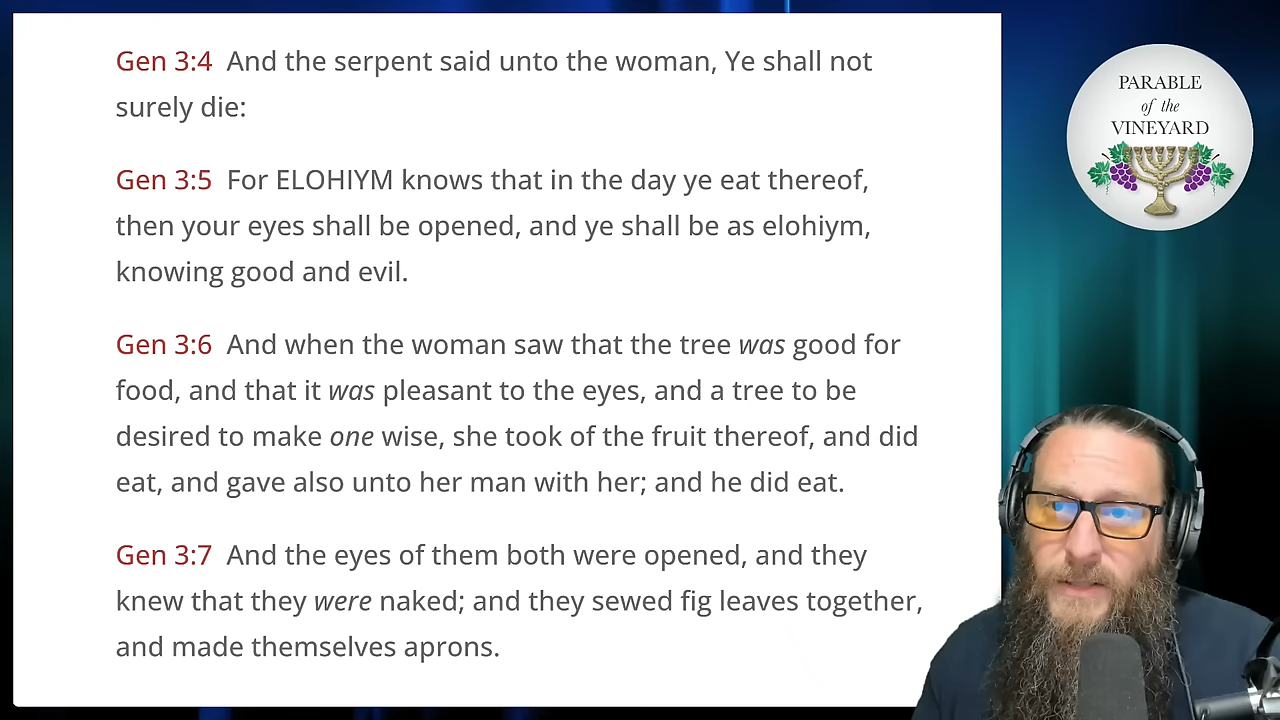 Gen 3:4 And the serpent said unto the woman, Ye shall not
surely die:
Gen 3:5 For ELOHIYM knows that in the day ye eat thereof,
then your eyes shall be opened, and ye shall be as elohiym,
knowing good and evil.
Gen 3:6 And when the woman saw that the tree was good for
food, and that it was pleasant to the eyes, and a tree to be
desired to make one wise, she took of the fruit thereof, and did
eat, and gave also unto her man with her; and he did eat.
Gen 3:7 And the eyes of them both were opened, and they
knew that they were naked; and they sewed fig leaves together,
and made themselves aprons.
PARABLE
of the
VINEYARD